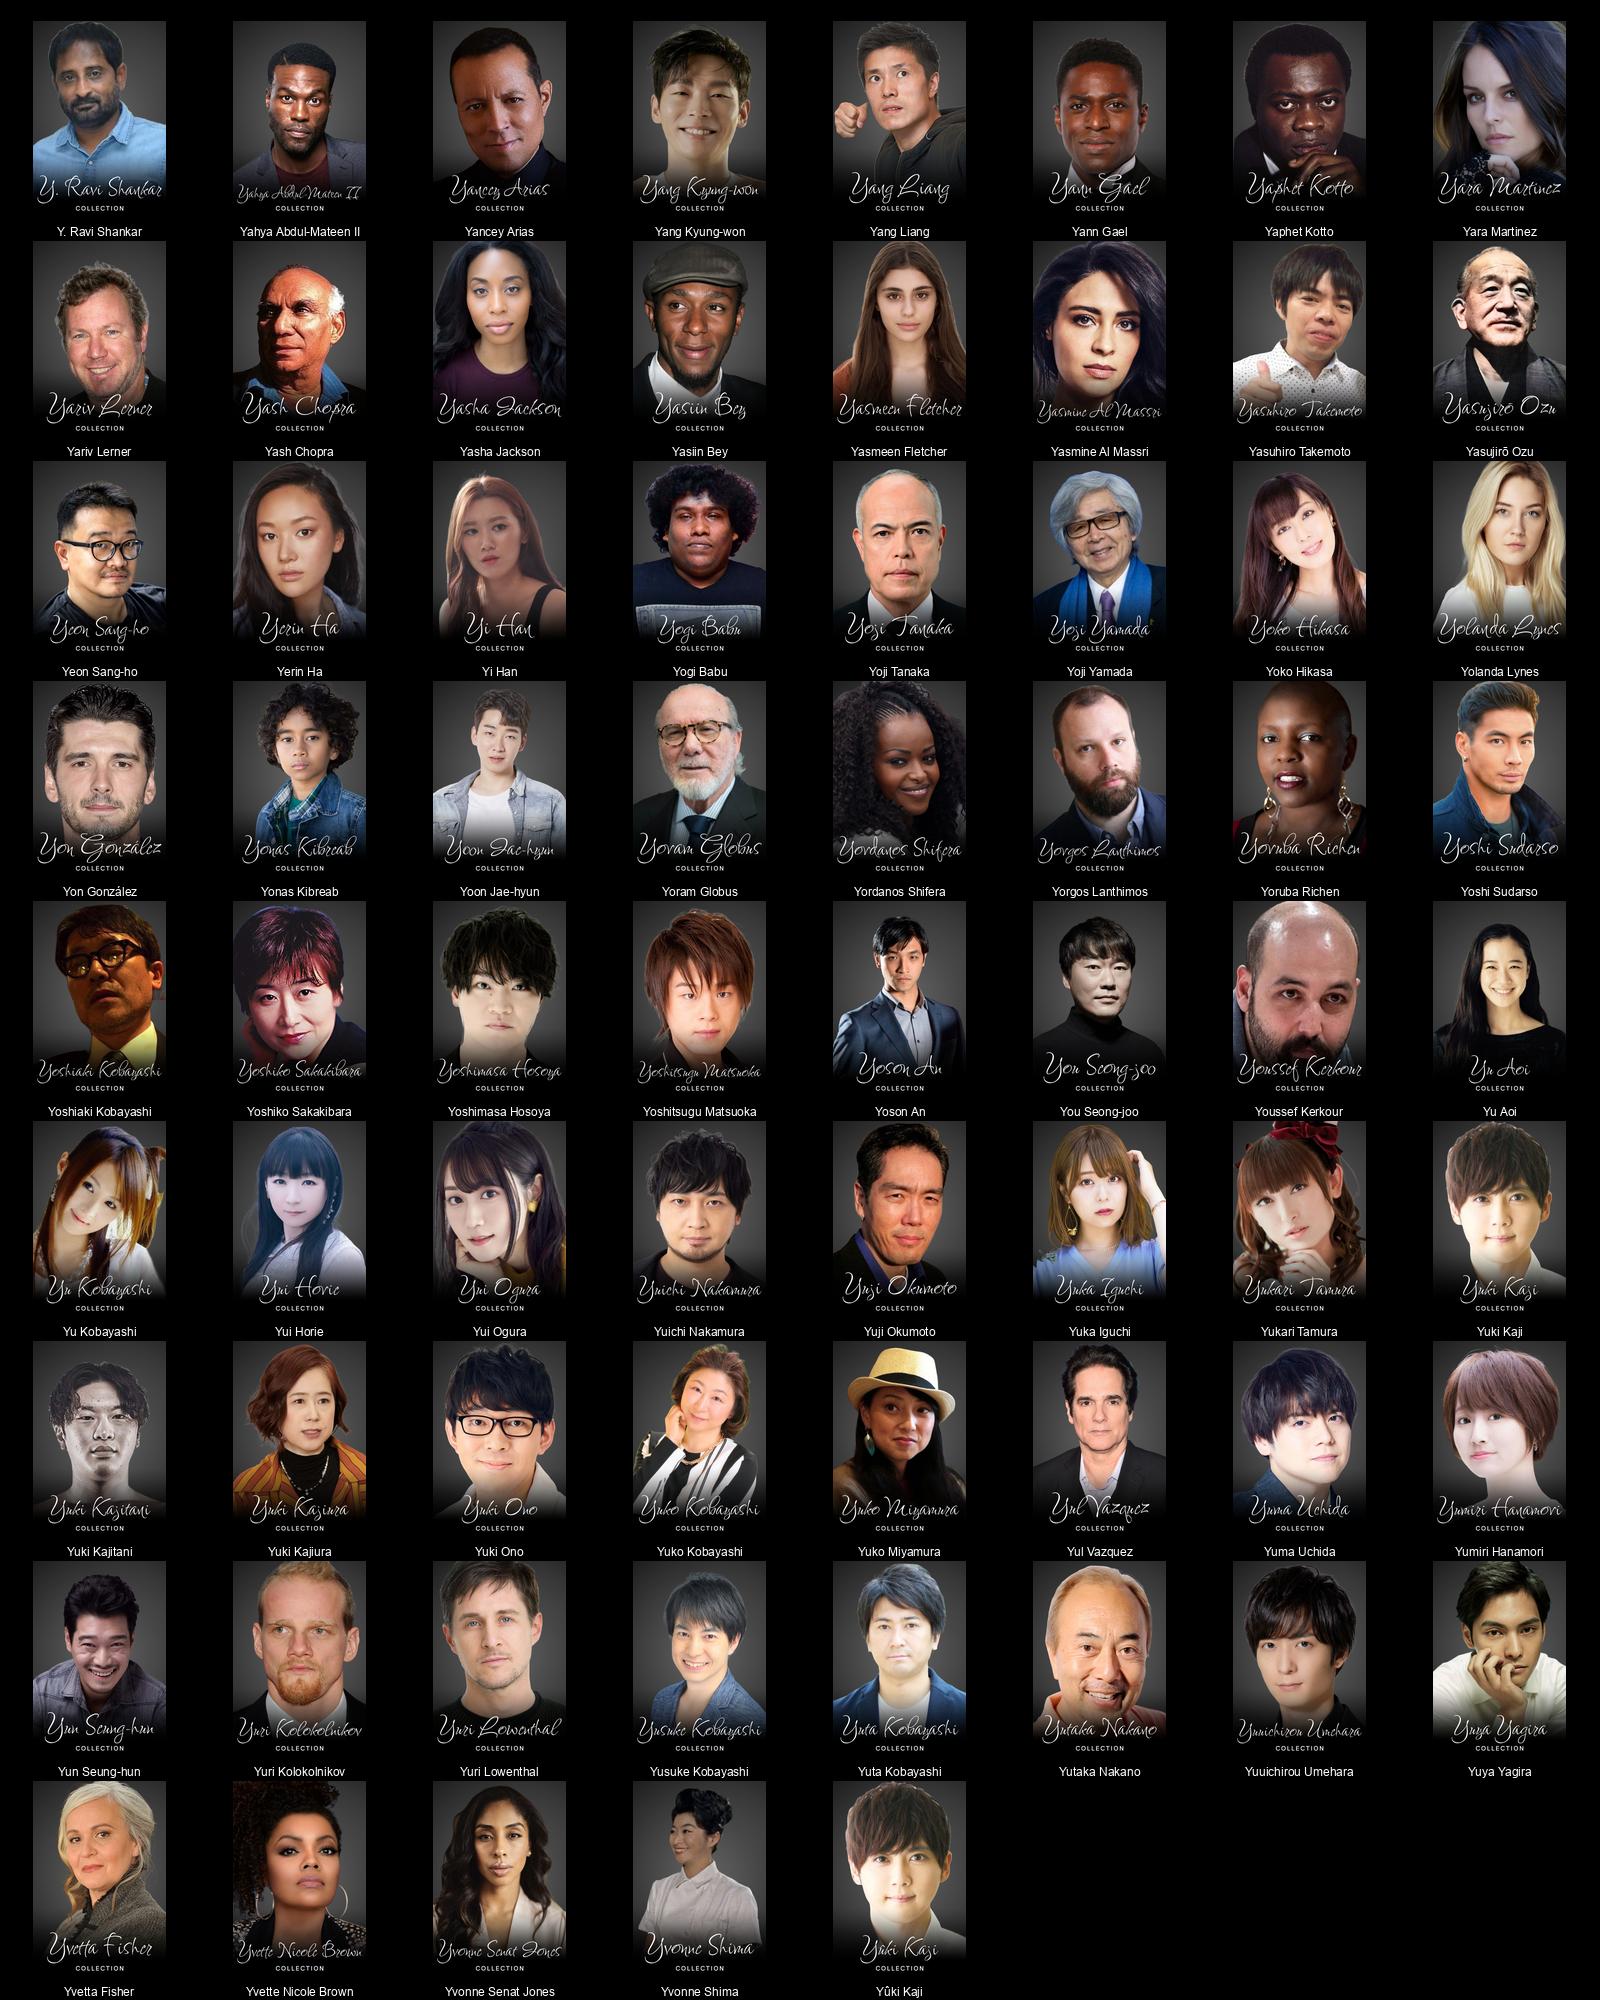 Y. Ravi Shankar Yahya Abdul-Mateen II Yancey Arias Yang Kyung-won Yang Liang Yann Gael Yaphet Kotto Yara Martinez
COLLECTION COLLECTION COLLECTION COLLECTION COLLECTION COLLECTION COLLECTION COLLECTION
Y. Ravi Shankar Yahya Abdul-Mateen II Yancey Arias Yang Kyung-won Yang Liang Yann Gael Yaphet Kotto Yara Martinez
Yariv Lerner Yash Chopra Yasha Jackson Yasiin Bey Yasmeen Fletcher Yasmine Al Massri Yasuhiro Takemoto Yasujirō Ozu
COLLECTION COLLECTION COLLECTION COLLECTION COLLECTION COLLECTION COLLECTION COLLECTION
Yariv Lerner Yash Chopra Yasha Jackson Yasiin Bey Yasmeen Fletcher Yasmine Al Massri Yasuhiro Takemoto Yasujirō Ozu
Yeon Sang-ho Yerin Ha Yi Han Yogi Babu Yoji Tanaka Yoji Yamada Yoko Hikasa Yolanda Lynes
COLLECTION COLLECTION COLLECTION COLLECTION COLLECTION COLLECTION COLLECTION COLLECTION
Yeon Sang-ho Yerin Ha Yi Han Yogi Babu Yoji Tanaka Yoji Yamada Yoko Hikasa Yolanda Lynes
Yon González Yonas Kibreab Yoon Jae-hyun Yoram Globus Yordanos Shifera Yorgos Lanthimos Yoruba Richen Yoshi Sudarso
COLLECTION COLLECTION COLLECTION COLLECTION COLLECTION COLLECTION COLLECTION COLLECTION
Yon González Yonas Kibreab Yoon Jae-hyun Yoram Globus Yordanos Shifera Yorgos Lanthimos Yoruba Richen Yoshi Sudarso
Yoshiaki Kobayashi Yoshiko Sakakibara Yoshimasa Hosoya Yoshitsugu Matsuoka Yoson An You Seong-joo Youssef Kerkour Yu Aoi
COLLECTION COLLECTION COLLECTION COLLECTION COLLECTION COLLECTION COLLECTION COLLECTION
Yoshiaki Kobayashi Yoshiko Sakakibara Yoshimasa Hosoya Yoshitsugu Matsuoka Yoson An You Seong-joo Youssef Kerkour Yu Aoi
Yu Kobayashi Yui Horie Yui Ogura Yuichi Nakamura Yuji Okumoto Yuka Iguchi Yukari Tamura Yuki Kaji
COLLECTION COLLECTION COLLECTION COLLECTION COLLECTION COLLECTION COLLECTION COLLECTION
Yu Kobayashi Yui Horie Yui Ogura Yuichi Nakamura Yuji Okumoto Yuka Iguchi Yukari Tamura Yuki Kaji
Yuki Kajitani Yuki Kajiura Yuki Ono Yuko Kobayashi Yuko Miyamura Yul Vazquez Yuma Uchida Yumiri Hanamori
COLLECTION COLLECTION COLLECTION COLLECTION COLLECTION COLLECTION COLLECTION COLLECTION
Yuki Kajitani Yuki Kajiura Yuki Ono Yuko Kobayashi Yuko Miyamura Yul Vazquez Yuma Uchida Yumiri Hanamori
Yun Seung-hun Yuri Kolokolnikov Yuri Lowenthal Yusuke Kobayashi Yuta Kobayashi Yutaka Nakano Yuuichirou Umehara Yuya Yagira
COLLECTION COLLECTION COLLECTION COLLECTION COLLECTION COLLECTION COLLECTION COLLECTION
Yun Seung-hun Yuri Kolokolnikov Yuri Lowenthal Yusuke Kobayashi Yuta Kobayashi Yutaka Nakano Yuuichirou Umehara Yuya Yagira
Yvetta Fisher Yvette Nicole Brown Yvonne Senat Jones Yvonne Shima Yûki Kaji
COLLECTION COLLECTION COLLECTION COLLECTION COLLECTION
Yvetta Fisher Yvette Nicole Brown Yvonne Senat Jones Yvonne Shima Yûki Kaji